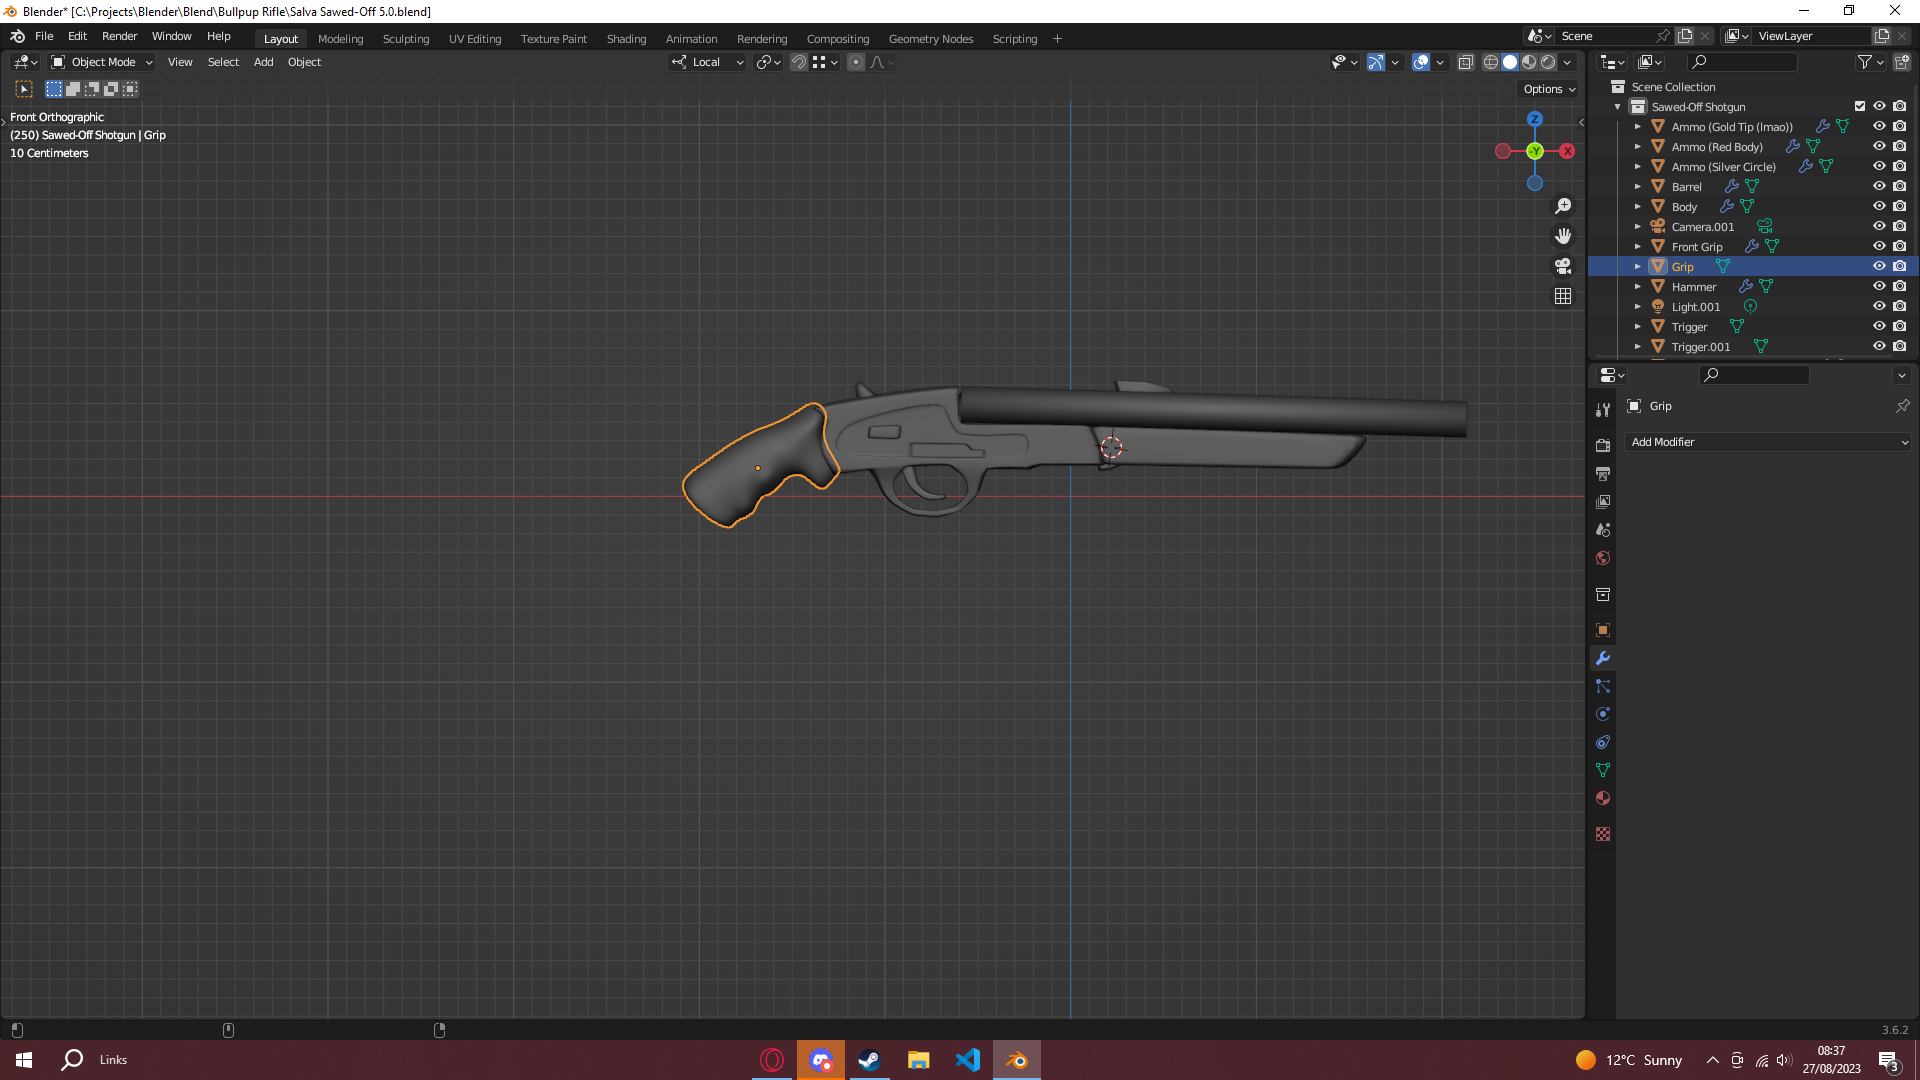 Blender* [C:\Projects\Blender\Blend\Bullpup Rifle\Salva Sawed-Off 5.0.blend]
File Edit Render Window Help Layout Modeling Sculpting UV Editing Texture Paint Shading Animation Rendering Compositing Geometry Nodes Scripting + Scene ViewLayer
Object Mode View Select Add Object Local
Options
Front Orthographic
(250) Sawed-Off Shotgun | Grip
10 Centimeters
Z
-Y
X
Scene Collection
Sawed-Off Shotgun
Ammo (Gold Tip (lmao))
Ammo (Red Body)
Ammo (Silver Circle)
Barrel
Body
Camera.001
Front Grip
Grip
Hammer
Light.001
Trigger
Trigger.001
Grip
Add Modifier
3.6.2
Links
12°C Sunny
08:37
27/08/2023
3